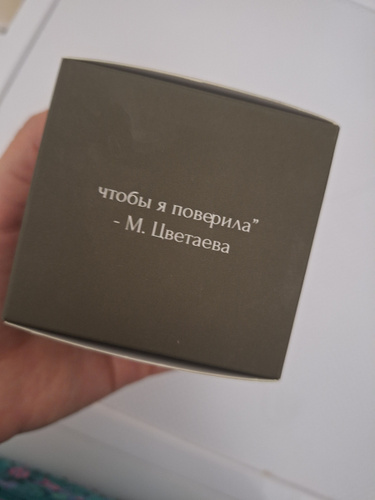 чтобы я поверила”
- М. Цветаева